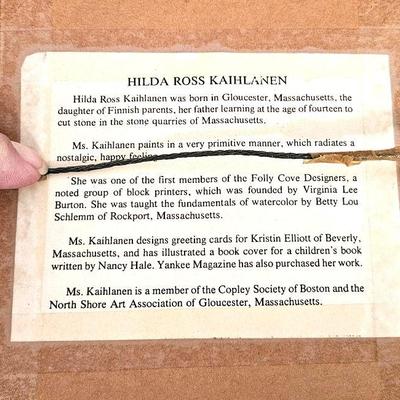 HILDA ROSS KAIHLANEN
Hilda Ross Kaihlanen was born in Gloucester, Massachusetts, the
daughter of Finnish parents, her father learning at the age of fourteen to
cut stone in the stone quarries of Massachusetts.
Ms. Kaihlanen paints in a very primitive manner, which radiates a
nostalgic, happy feeling
She was one of the first members of the Folly Cove Designers, a
noted group of block printers, which was founded by Virginia Lee
Burton. She was taught the fundamentals of watercolor by Betty Lou
Schlemm of Rockport, Massachusetts.
Ms. Kaihlanen designs greeting cards for Kristin Elliott of Beverly,
Massachusetts, and has illustrated a book cover for a children's book
written by Nancy Hale. Yankee Magazine has also purchased her work.
Ms. Kaihlanen is a member of the Copley Society of Boston and the
North Shore Art Association of Gloucester, Massachusetts.